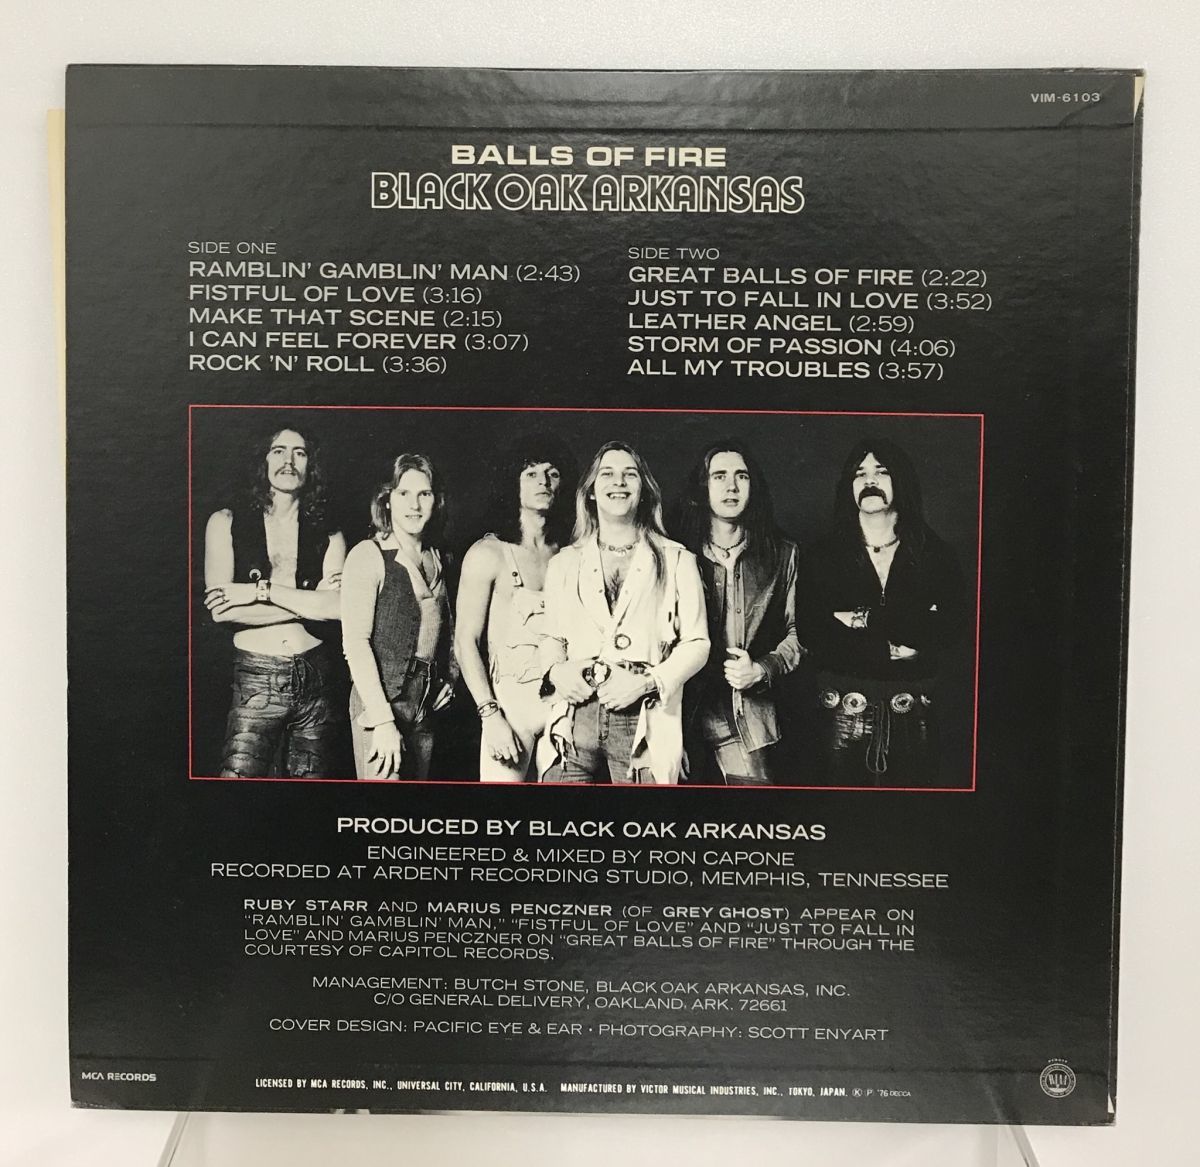 VIM-6103
BALLS OF FIRE
BLACK OAK ARKANSAS
SIDE ONE
RAMBLIN' GAMBLIN' MAN (2:43)
FISTFUL OF LOVE (3:16)
MAKE THAT SCENE (2:15)
I CAN FEEL FOREVER (3:07)
ROCK 'N' ROLL (3:36)
SIDE TWO
GREAT BALLS OF FIRE (2:22)
JUST TO FALL IN LOVE (3:52)
LEATHER ANGEL (2:59)
STORM OF PASSION (4:06)
ALL MY TROUBLES (3:57)
PRODUCED BY BLACK OAK ARKANSAS
ENGINEERED & MIXED BY RON CAPONE
RECORDED AT ARDENT RECORDING STUDIO, MEMPHIS, TENNESSEE
RUBY STARR AND MARIUS PENCZNER (OF GREY GHOST) APPEAR ON
"RAMBLIN' GAMBLIN' MAN," "FISTFUL OF LOVE" AND "JUST TO FALL IN
LOVE" AND MARIUS PENCZNER ON "GREAT BALLS OF FIRE" THROUGH THE
COURTESY OF CAPITOL RECORDS.
MANAGEMENT: BUTCH STONE, BLACK OAK ARKANSAS, INC.
C/O GENERAL DELIVERY, OAKLAND, ARK. 72661
COVER DESIGN: PACIFIC EYE & EAR • PHOTOGRAPHY: SCOTT ENYART
MCA RECORDS
LICENSED BY MCA RECORDS, INC., UNIVERSAL CITY, CALIFORNIA, U.S.A. MANUFACTURED BY VICTOR MUSICAL INDUSTRIES, INC., TOKYO, JAPAN. Ⓚ Ⓟ '76 DECCA